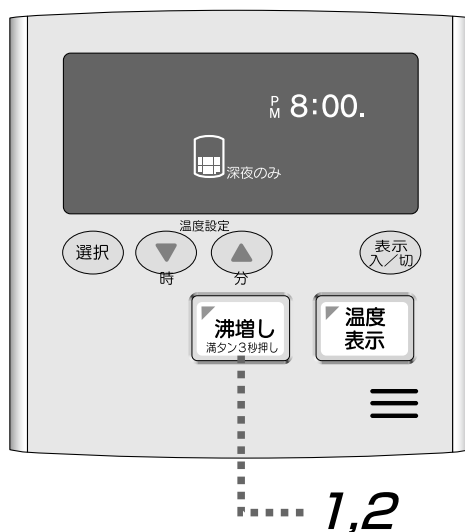 PM 8:00.
深夜のみ
温度設定
選択
▼
▲
表示
入／切
時
分
沸増し
満タン3秒押し
温度
表示
1,2